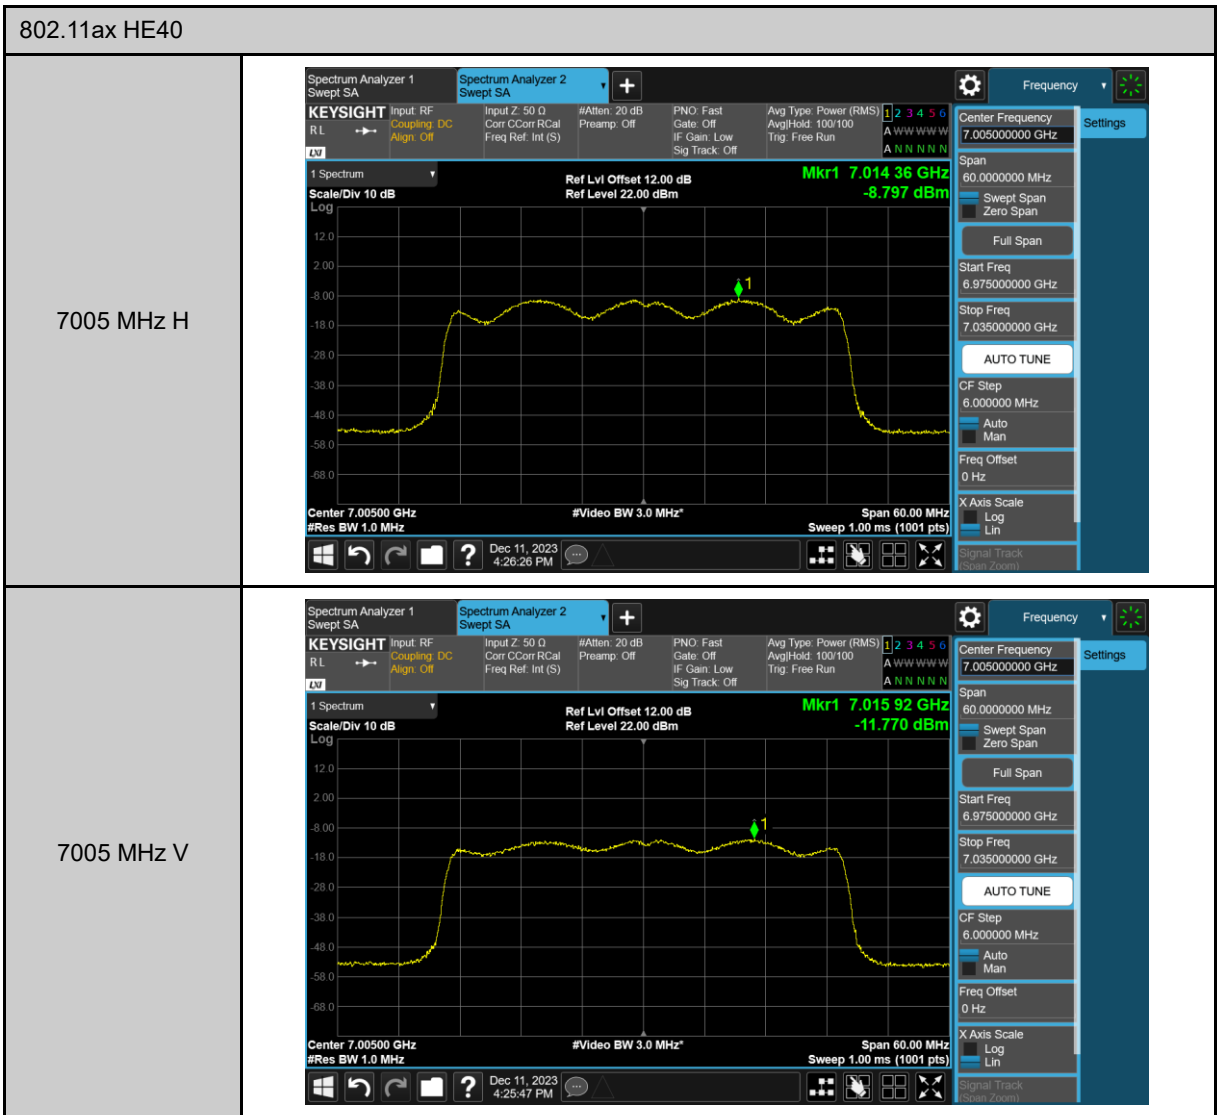 802.11ax HE40
7005 MHz H
Spectrum Analyzer 1
Swept SA
Spectrum Analyzer 2
Swept SA
Frequency
KEYSIGHT
RL
LXI
Input: RF
Coupling: DC
Align: Off
Input Z: 50 Ω
Corr CCorr RCal
Freq Ref: Int (S)
#Atten: 20 dB
Preamp: Off
PNO: Fast
Gate: Off
IF Gain: Low
Sig Track: Off
Avg Type: Power (RMS)
Avg|Hold: 100/100
Trig: Free Run
1 2 3 4 5 6
A W W W W W
A N N N N N
1 Spectrum
Scale/Div 10 dB
Log
Ref Lvl Offset 12.00 dB
Ref Level 22.00 dBm
Mkr1 7.014 36 GHz
-8.797 dBm
12.0
2.00
-8.00
-18.0
-28.0
-38.0
-48.0
-58.0
-68.0
1
Center 7.00500 GHz
#Res BW 1.0 MHz
#Video BW 3.0 MHz*
Span 60.00 MHz
Sweep 1.00 ms (1001 pts)
Dec 11, 2023
4:26:26 PM
Center Frequency
7.005000000 GHz
Settings
Span
60.0000000 MHz
Swept Span
Zero Span
Full Span
Start Freq
6.975000000 GHz
Stop Freq
7.035000000 GHz
AUTO TUNE
CF Step
6.000000 MHz
Auto
Man
Freq Offset
0 Hz
X Axis Scale
Log
Lin
Signal Track
(Span Zoom)
7005 MHz V
Spectrum Analyzer 1
Swept SA
Spectrum Analyzer 2
Swept SA
Frequency
KEYSIGHT
RL
LXI
Input: RF
Coupling: DC
Align: Off
Input Z: 50 Ω
Corr CCorr RCal
Freq Ref: Int (S)
#Atten: 20 dB
Preamp: Off
PNO: Fast
Gate: Off
IF Gain: Low
Sig Track: Off
Avg Type: Power (RMS)
Avg|Hold: 100/100
Trig: Free Run
1 2 3 4 5 6
A W W W W W
A N N N N N
1 Spectrum
Scale/Div 10 dB
Log
Ref Lvl Offset 12.00 dB
Ref Level 22.00 dBm
Mkr1 7.015 92 GHz
-11.770 dBm
12.0
2.00
-8.00
-18.0
-28.0
-38.0
-48.0
-58.0
-68.0
1
Center 7.00500 GHz
#Res BW 1.0 MHz
#Video BW 3.0 MHz*
Span 60.00 MHz
Sweep 1.00 ms (1001 pts)
Dec 11, 2023
4:25:47 PM
Center Frequency
7.005000000 GHz
Settings
Span
60.0000000 MHz
Swept Span
Zero Span
Full Span
Start Freq
6.975000000 GHz
Stop Freq
7.035000000 GHz
AUTO TUNE
CF Step
6.000000 MHz
Auto
Man
Freq Offset
0 Hz
X Axis Scale
Log
Lin
Signal Track
(Span Zoom)